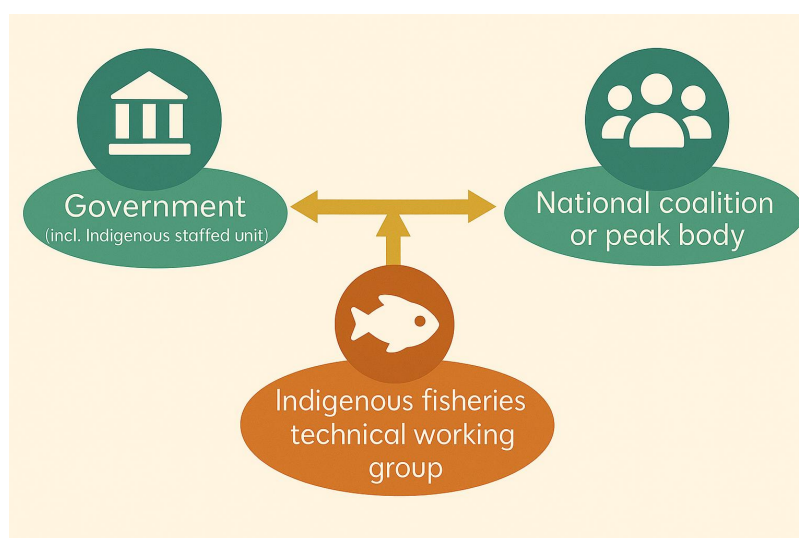 Government
(incl. Indigenous staffed unit)
National coalition
or peak body
Indigenous fisheries
technical working
group